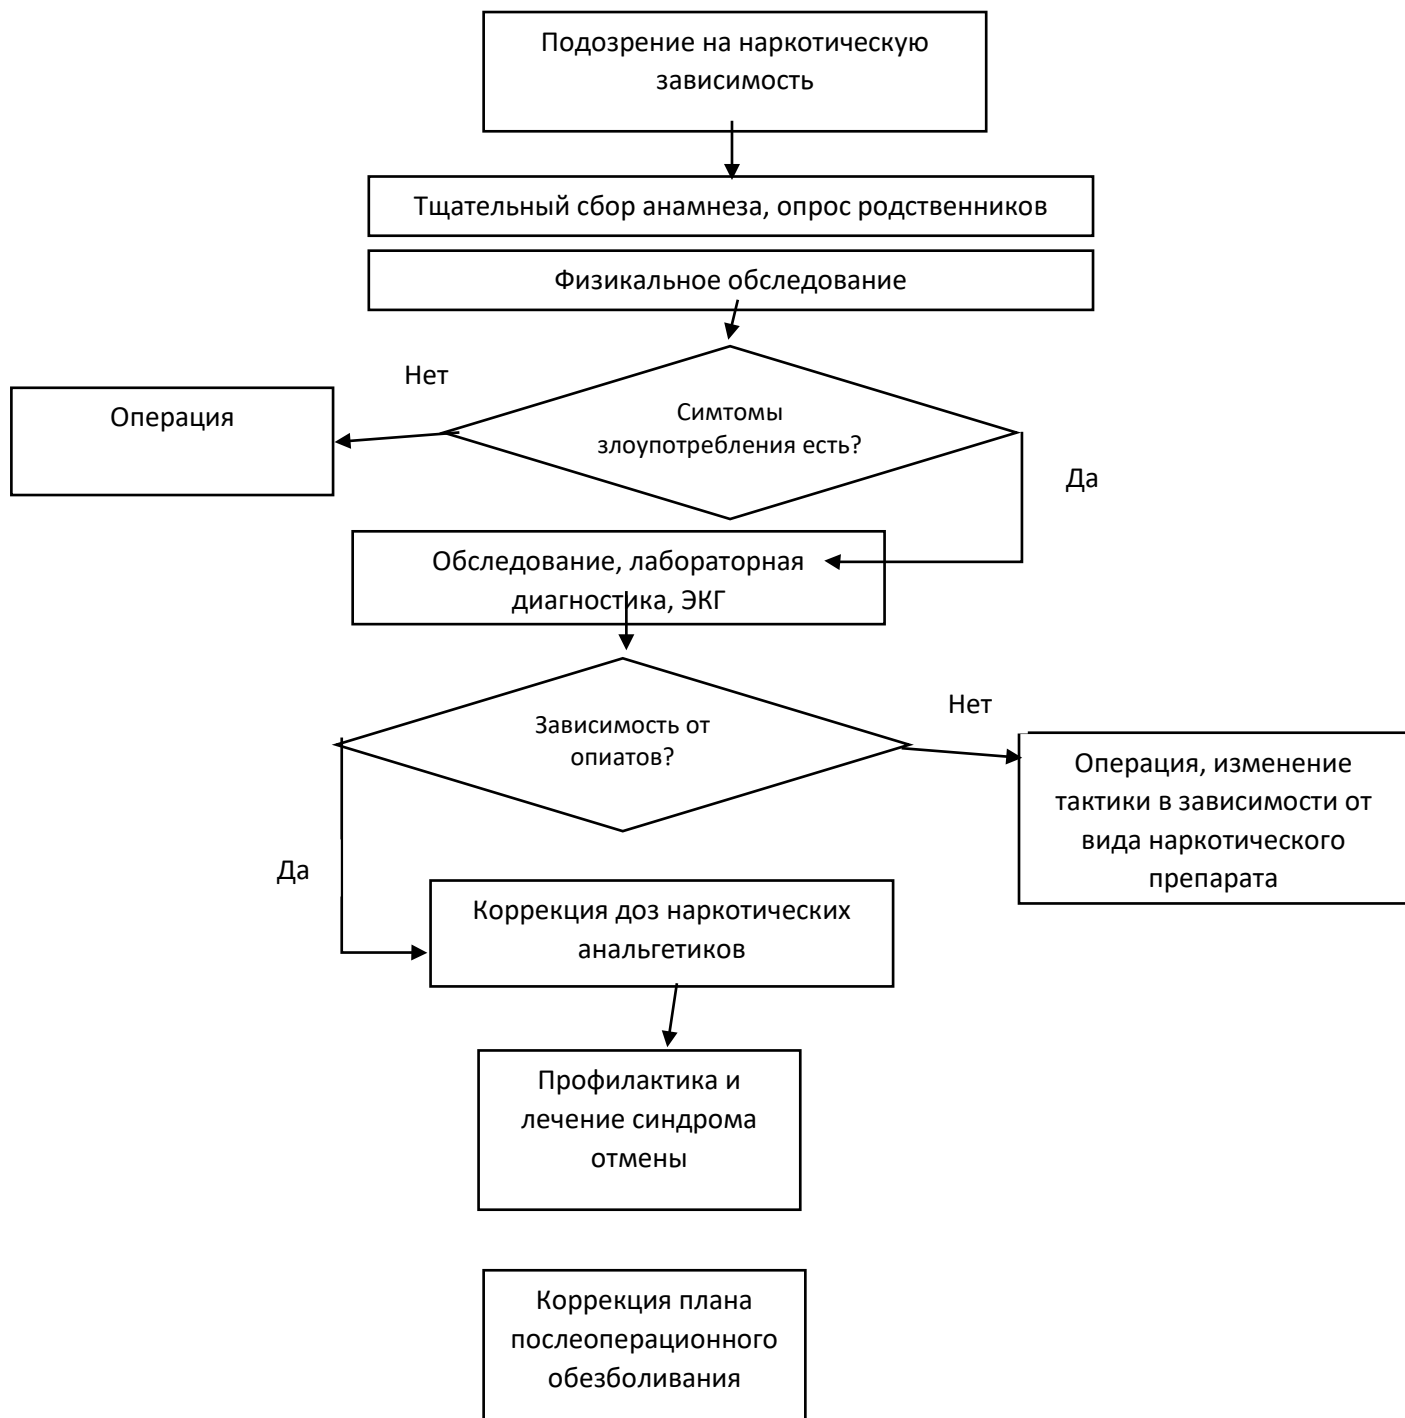 Подозрение на наркотическую
зависимость
Тщательный сбор анамнеза, опрос родственников
Физикальное обследование
Нет
Операция
Симтомы
злоупотребления есть?
Да
Обследование, лабораторная
диагностика, ЭКГ
Зависимость от
опиатов?
Нет
Операция, изменение
тактики в зависимости от
вида наркотического
препарата
Да
Коррекция доз наркотических
анальгетиков
Профилактика и
лечение синдрома
отмены
Коррекция плана
послеоперационного
обезболивания